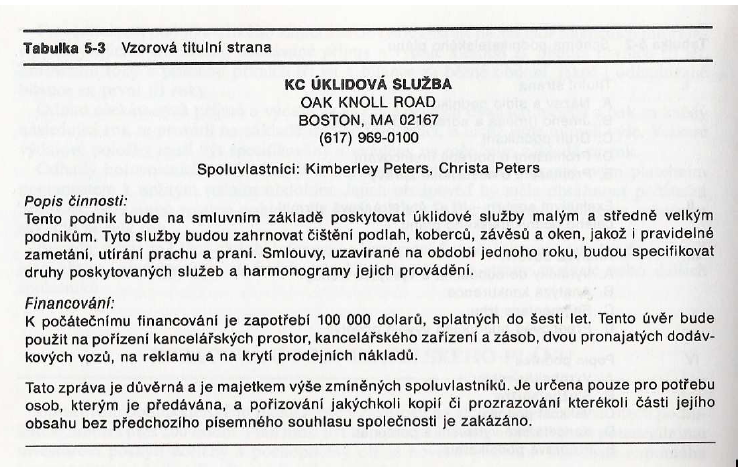 Tabulka 5-3 Vzorová titulní strana
KC ÚKLIDOVÁ SLUŽBA
OAK KNOLL ROAD
BOSTON, MA 02167
(617) 969-0100
Spoluvlastníci: Kimberley Peters, Christa Peters
Popis činnosti:
Tento podnik bude na smluvním základě poskytovat úklidové služby malým a středně velkým
podnikům. Tyto služby budou zahrnovat čištění podlah, koberců, závěsů a oken, jakož i pravidelné
zametání, utírání prachu a praní. Smlouvy, uzavírané na období jednoho roku, budou specifikovat
druhy poskytovaných služeb a harmonogramy jejich provádění.
Financování:
K počátečnímu financování je zapotřebí 100 000 dolarů, splatných do šesti let. Tento úvěr bude
použit na pořízení kancelářských prostor, kancelářského zařízení a zásob, dvou pronajatých dodáv-
kových vozů, na reklamu a na krytí prodejních nákladů.
Tato zpráva je důvěrná a je majetkem výše zmíněných spoluvlastníků. Je určena pouze pro potřebu
osob, kterým je předávána, a pořizování jakýchkoli kopií či prozrazování kterékoli části jejího
obsahu bez předchozího písemného souhlasu společnosti je zakázáno.